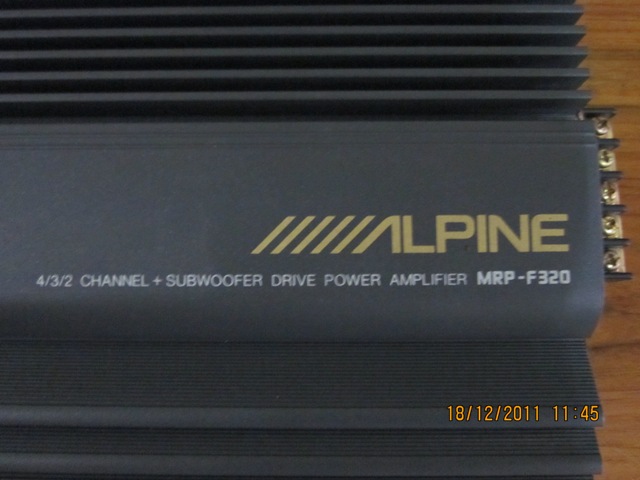 /////ALPINE
4/3/2 CHANNEL + SUBWOOFER DRIVE POWER AMPLIFIER MRP-F320
18/12/2011 11:45